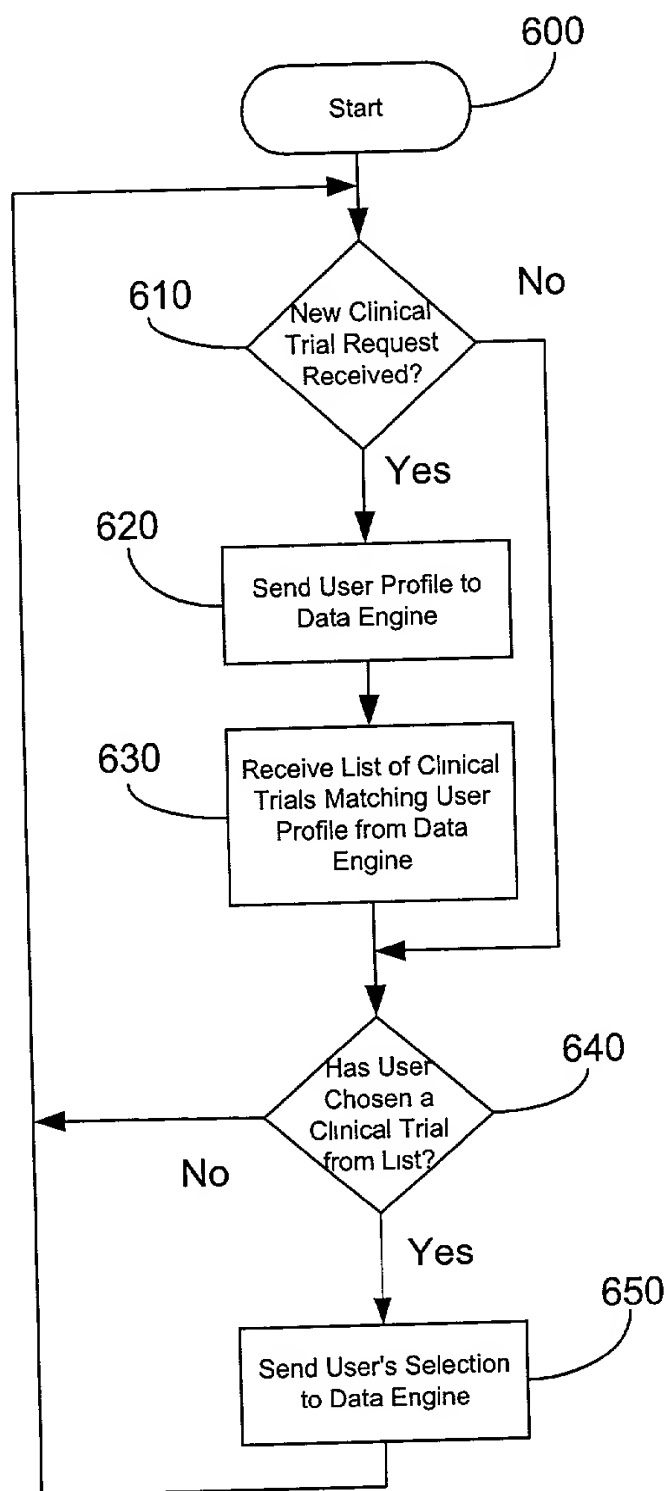 600
Start
610
No
New Clinical
Trial Request
Received?
Yes
620
Send User Profile to
Data Engine
630
Receive List of Clinical
Trials Matching User
Profile from Data
Engine
640
Has User
Chosen a
Clinical Trial
from List?
No
Yes
650
Send User's Selection
to Data Engine